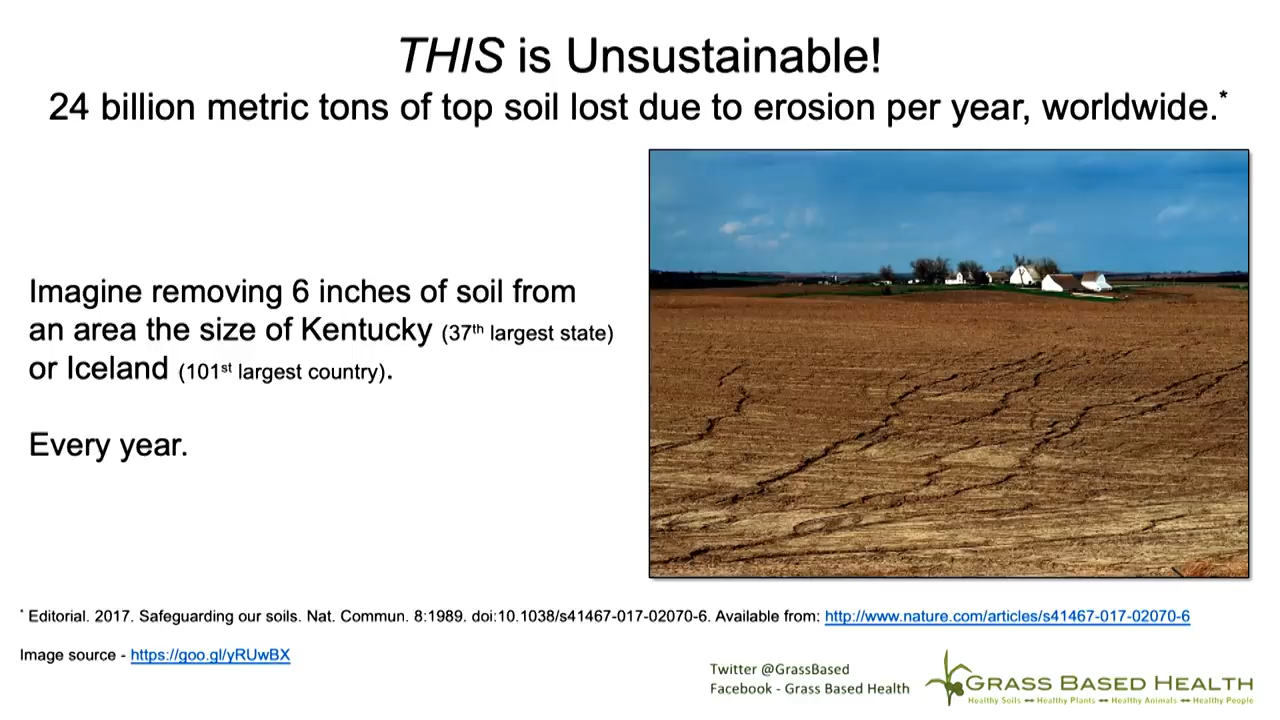 THIS is Unsustainable!
24 billion metric tons of top soil lost due to erosion per year, worldwide.*
Imagine removing 6 inches of soil from
an area the size of Kentucky (37th largest state)
or Iceland (101st largest country).
Every year.
* Editorial. 2017. Safeguarding our soils. Nat. Commun. 8:1989. doi:10.1038/s41467-017-02070-6. Available from: http://www.nature.com/articles/s41467-017-02070-6
Image source - https://goo.gl/yRUwBX
Twitter @GrassBased
Facebook - Grass Based Health
GRASS BASED HEALTH
Healthy Soils ↔ Healthy Plants ↔ Healthy Animals ↔ Healthy People